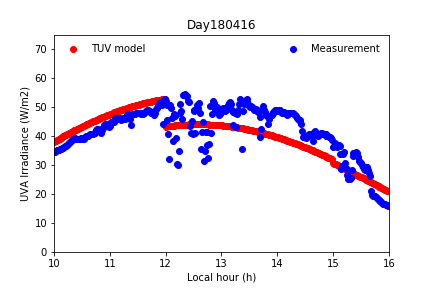 Day180416
TUV model
Measurement
UVA Irradiance (W/m2)
70
60
50
40
30
20
10
0
10 11 12 13 14 15 16
Local hour (h)